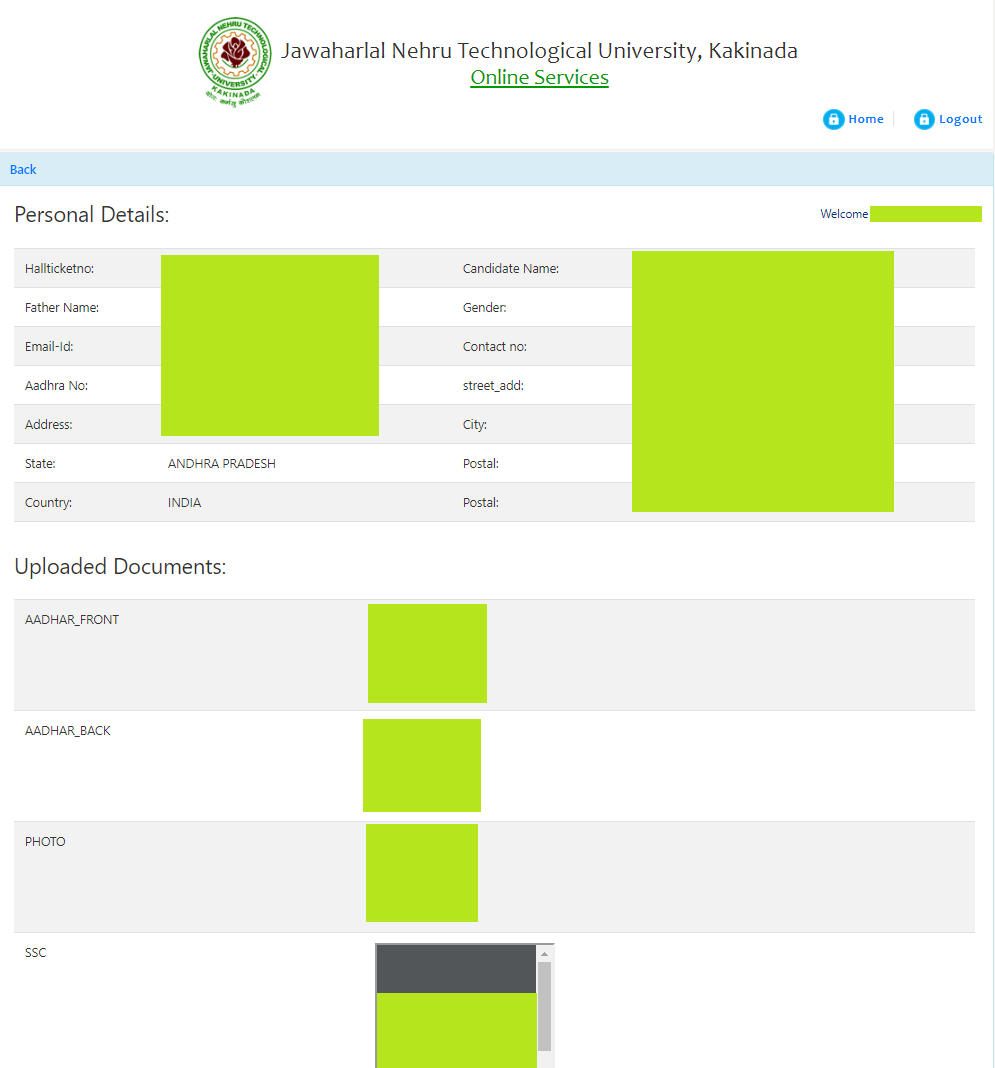 JAWAHARLAL NEHRU TECHNOLOGICAL
UNIVERSITY
KAKINADA
Jawaharlal Nehru Technological University, Kakinada
Online Services
Home
Logout
Back
Personal Details:
Welcome
Hallticketno:
Candidate Name:
Father Name:
Gender:
Email-Id:
Contact no:
Aadhra No:
street_add:
Address:
City:
State:
ANDHRA PRADESH
Postal:
Country:
INDIA
Postal:
Uploaded Documents:
AADHAR_FRONT
AADHAR_BACK
PHOTO
SSC